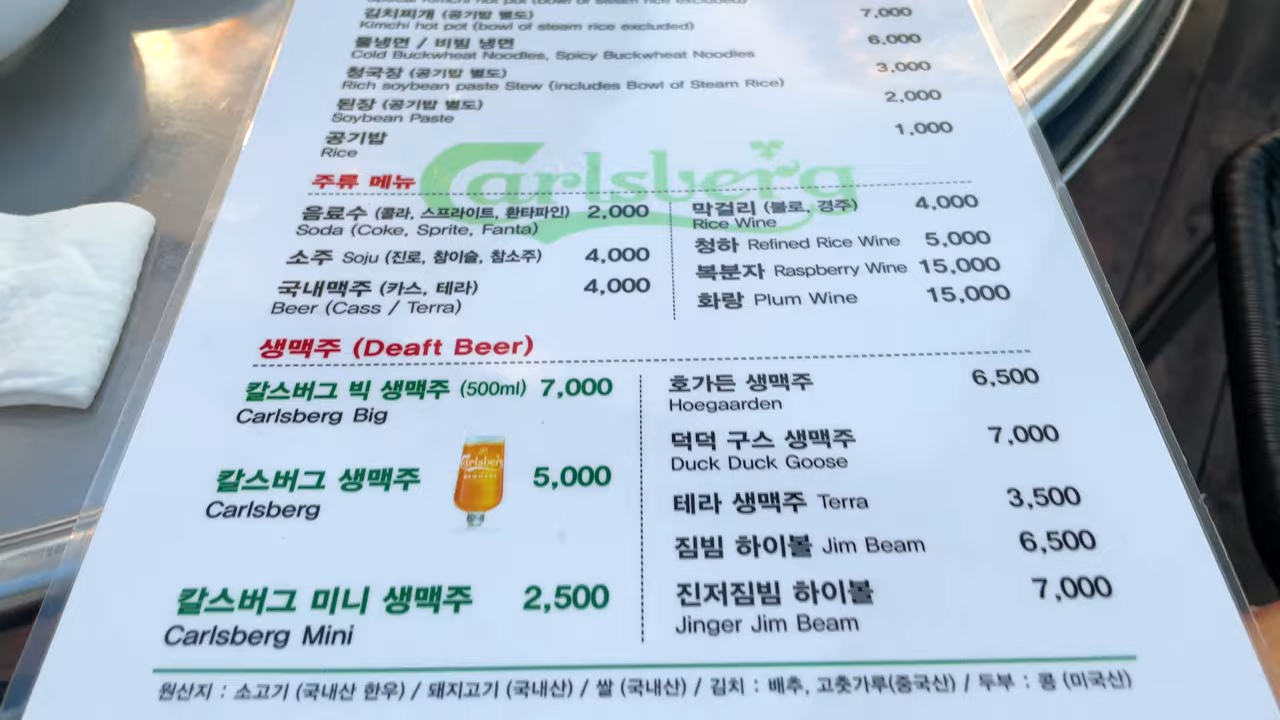 Special Kimchi hot pot (bowl of steam rice excluded)
김치찌개 (공기밥 별도) 7,000
Kimchi hot pot (bowl of steam rice excluded)
물냉면 / 비빔 냉면 6,000
Cold Buckwheat Noodles, Spicy Buckwheat Noodles
청국장 (공기밥 별도) 3,000
Rich soybean paste Stew (includes Bowl of Steam Rice)
된장 (공기밥 별도) 2,000
Soybean Paste
공기밥 1,000
Rice
Carlsberg
주류 메뉴
음료수 (콜라, 스프라이트, 환타파인) 2,000
Soda (Coke, Sprite, Fanta)
소주 Soju (진로, 참이슬, 참소주) 4,000
국내맥주 (카스, 테라) 4,000
Beer (Cass / Terra)
막걸리 (불로, 경주) 4,000
Rice Wine
청하 Refined Rice Wine 5,000
복분자 Raspberry Wine 15,000
화랑 Plum Wine 15,000
생맥주 (Deaft Beer)
칼스버그 빅 생맥주 (500ml) 7,000
Carlsberg Big
칼스버그 생맥주 5,000
Carlsberg
Carlsberg
칼스버그 미니 생맥주 2,500
Carlsberg Mini
호가든 생맥주 6,500
Hoegaarden
덕덕 구스 생맥주 7,000
Duck Duck Goose
테라 생맥주 Terra 3,500
짐빔 하이볼 Jim Beam 6,500
진저짐빔 하이볼 7,000
Jinger Jim Beam
원산지 : 소고기 (국내산 한우) / 돼지고기 (국내산) / 쌀 (국내산) / 김치 : 배추, 고춧가루(중국산) / 두부 : 콩 (미국산)